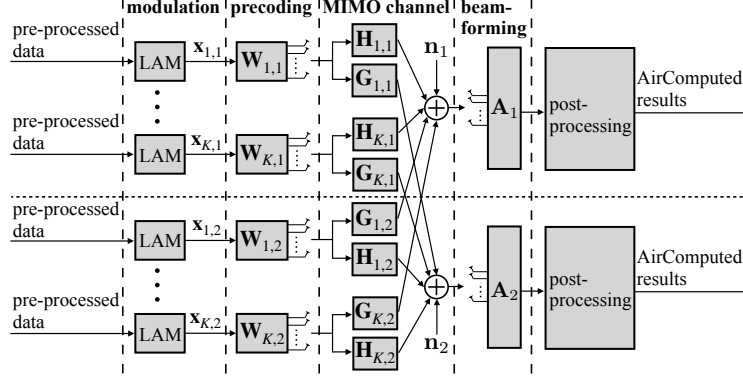 modulation precoding MIMO channel beam-
forming
pre-processed
data
LAM
x1,1
W1,1
H1,1
G1,1
n1
A1
post-
processing
AirComputed
results
pre-processed
data
LAM
xK,1
WK,1
HK,1
GK,1
pre-processed
data
LAM
x1,2
W1,2
G1,2
H1,2
A2
post-
processing
AirComputed
results
pre-processed
data
LAM
xK,2
WK,2
GK,2
HK,2
n2